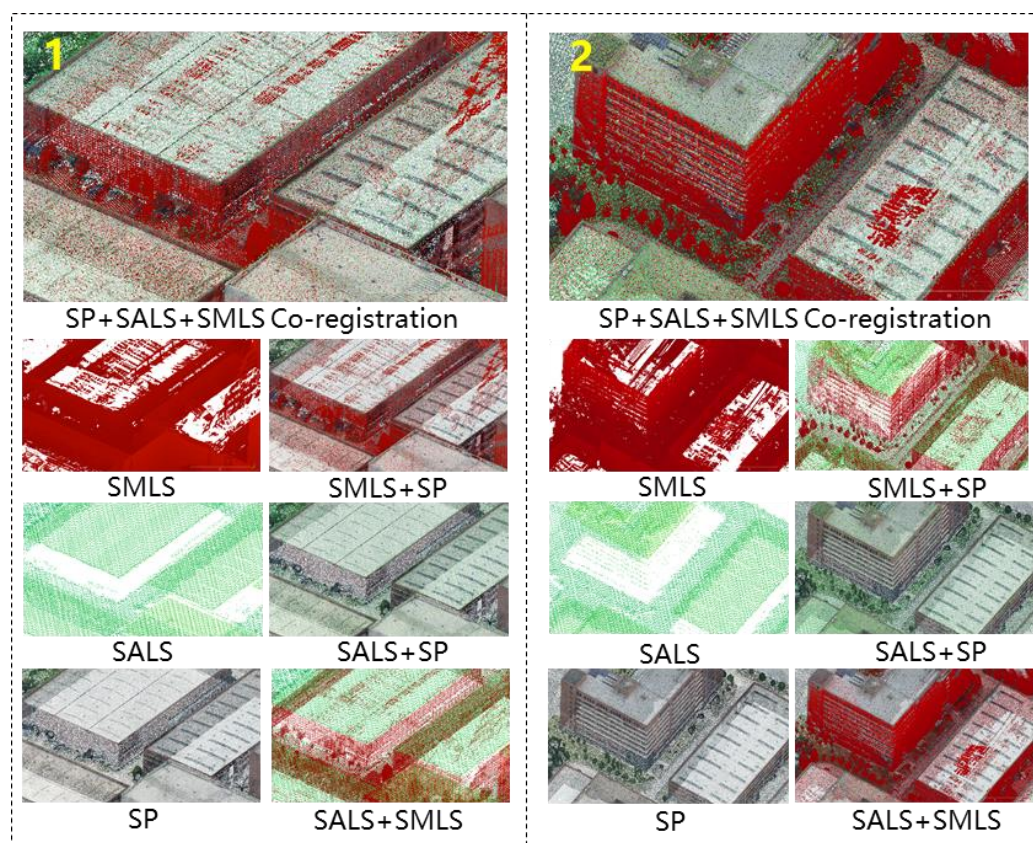 1
SP+SALS+SMLS Co-registration
SMLS
SMLS+SP
SALS
SALS+SP
SP
SALS+SMLS
2
SP+SALS+SMLS Co-registration
SMLS
SMLS+SP
SALS
SALS+SP
SP
SALS+SMLS